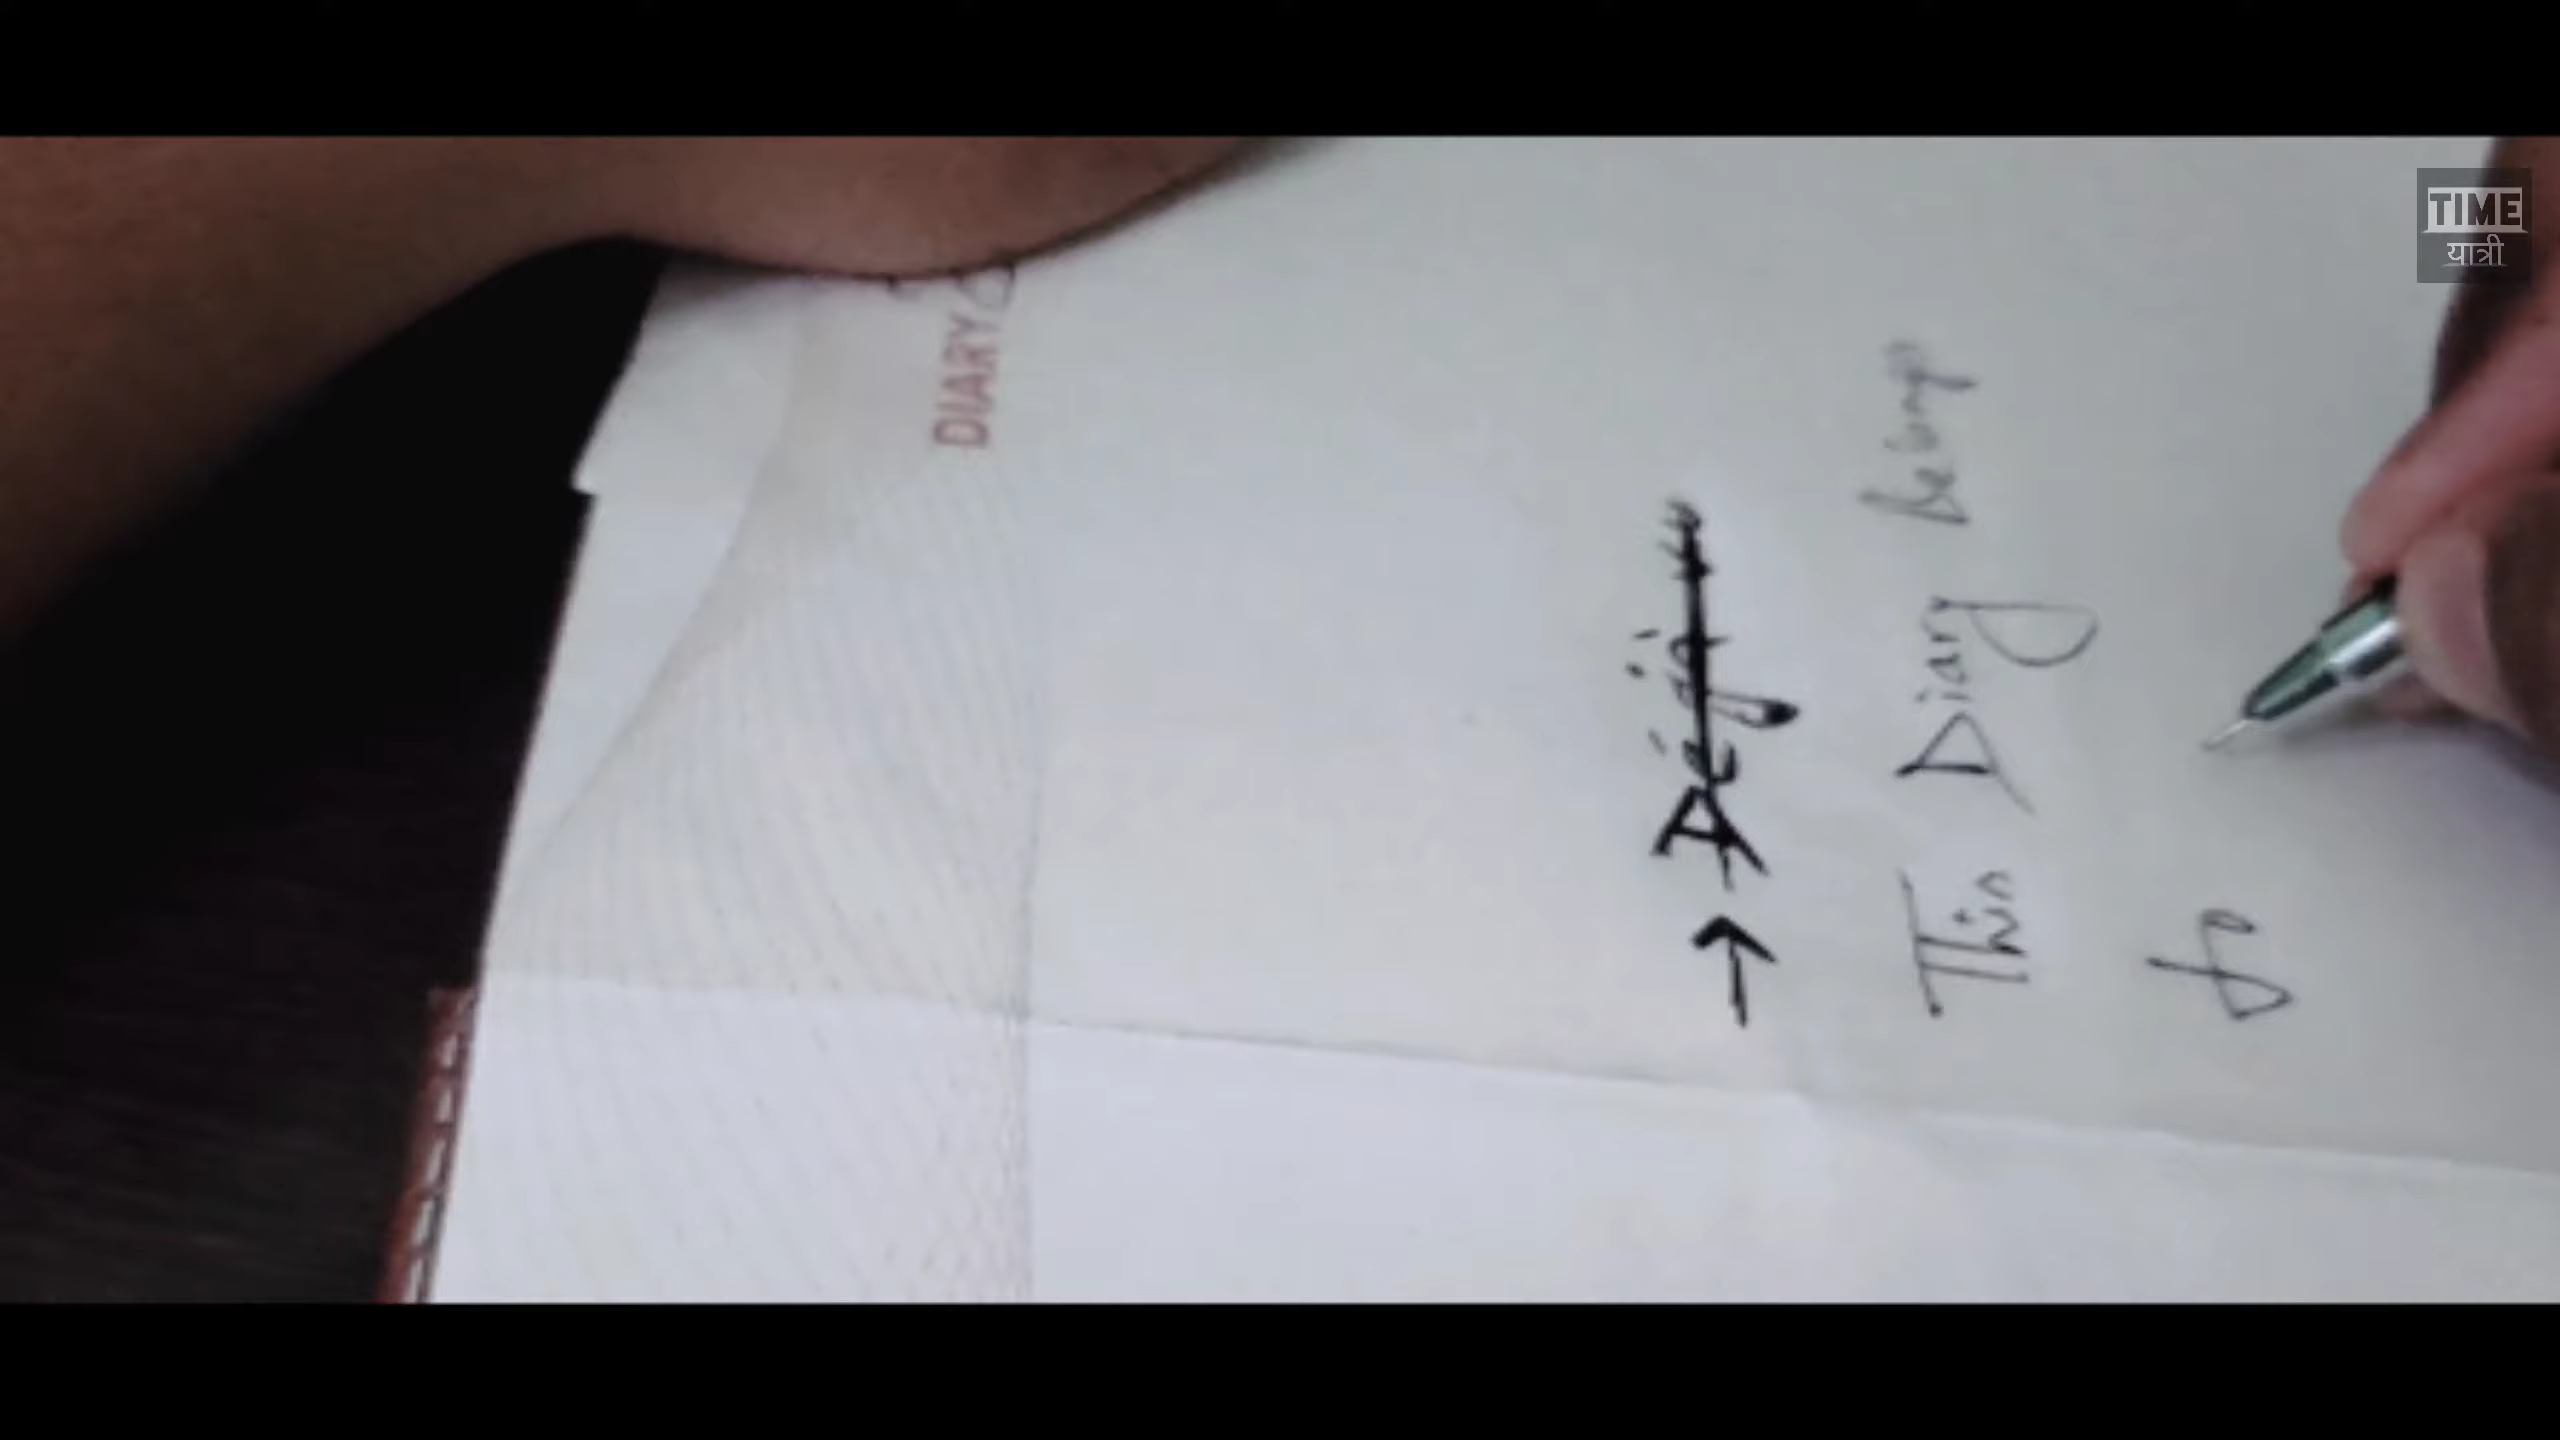 TIME
यात्री
DIARY
This Diary Belongs
to